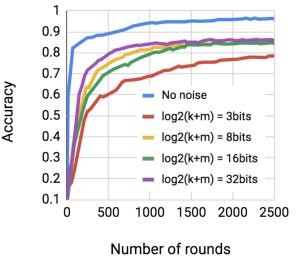 1
0.9
0.8
0.7
0.6
0.5
0.4
0.3
0.2
0.1
Accuracy
No noise
log2(k+m) = 3bits
log2(k+m) = 8bits
log2(k+m) = 16bits
log2(k+m) = 32bits
0 500 1000 1500 2000 2500
Number of rounds